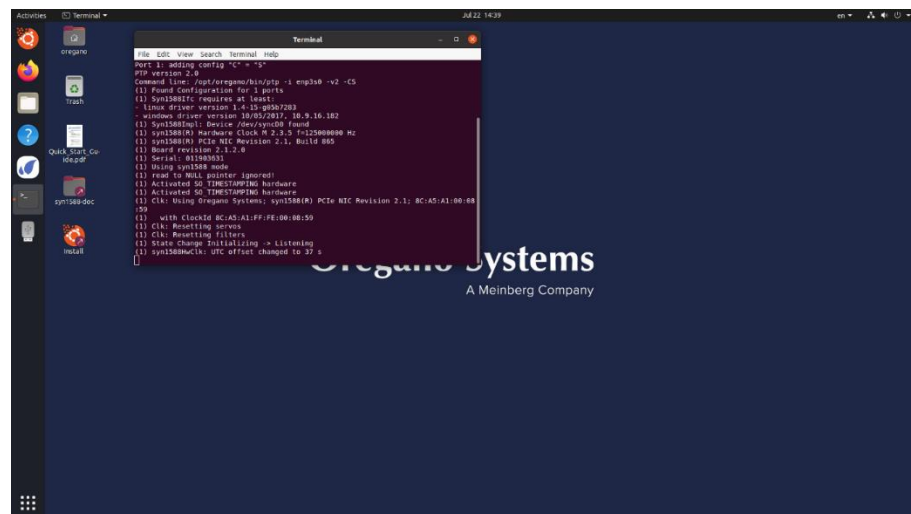 Activities
Terminal
Jul 22 14:39
en
oregano
Trash
Quick_Start_Gu-
ide.pdf
syn1588-doc
Install
Terminal
File Edit View Search Terminal Help
Port 1: adding config "C" = "S"
PTP version 2.0
Command line: /opt/oregano/bin/ptp -i enp3s0 -v2 -CS
(1) Found Configuration for 1 ports
(1) Syn1588Ifc requires at least:
- linux driver version 1.4-15-g05b7203
- windows driver version 10/05/2017, 10.9.16.182
(1) Syn1588Impl: Device /dev/syncD0 found
(1) syn1588(R) Hardware Clock M 2.3.5 f=125000000 Hz
(1) syn1588(R) PCIe NIC Revision 2.1, Build 865
(1) Board revision 2.1.2.0
(1) Serial: 011903631
(1) Using syn1588 mode
(1) read to NULL pointer ignored!
(1) Activated SO_TIMESTAMPING hardware
(1) Activated SO_TIMESTAMPING hardware
(1) Clk: Using Oregano Systems; syn1588(R) PCIe NIC Revision 2.1; 8C:A5:A1:00:08
:59
(1) with ClockId 8C:A5:A1:FF:FE:00:08:59
(1) Clk: Resetting servos
(1) Clk: Resetting filters
(1) State Change Initializing -> Listening
(1) syn1588HwClk: UTC offset changed to 37 s
Oregano Systems
A Meinberg Company